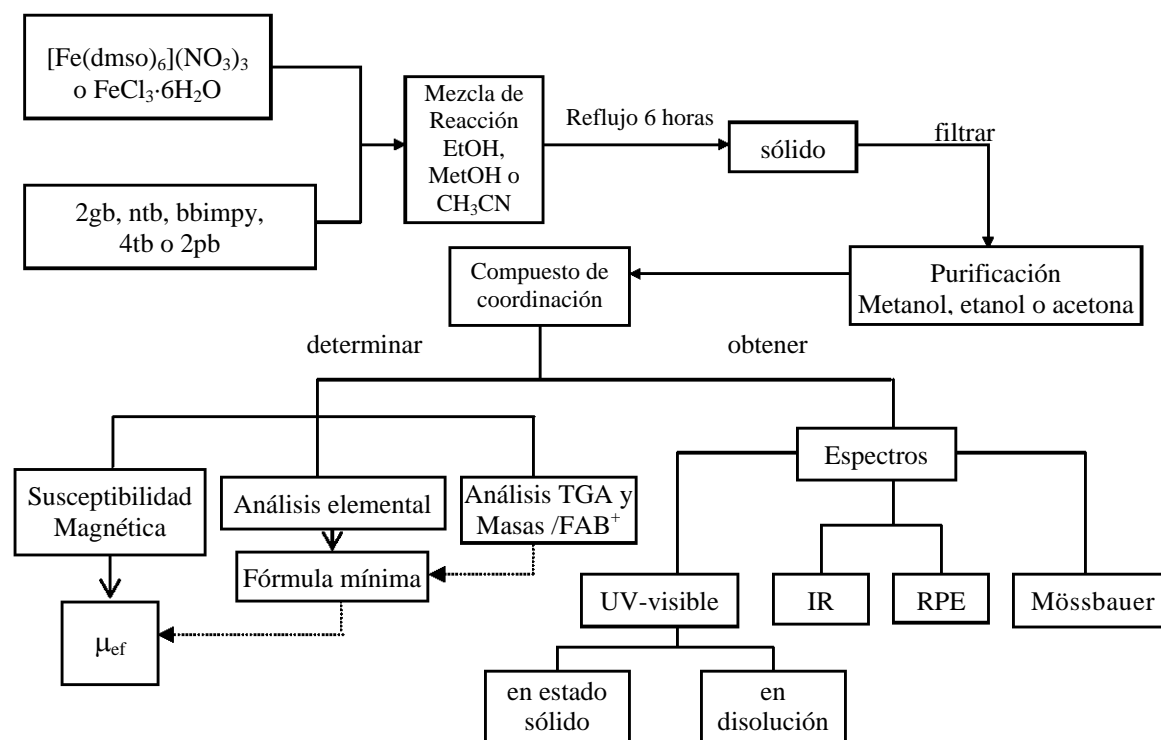 [Fe(dmso)₆](NO₃)₃
o FeCl₃·6H₂O
2gb, ntb, bbimpy,
4tb o 2pb
Mezcla de
Reacción
EtOH,
MetOH o
CH₃CN
Reflujo 6 horas
sólido
filtrar
Purificación
Metanol, etanol o acetona
Compuesto de
coordinación
determinar
obtener
Susceptibilidad
Magnética
Análisis elemental
Análisis TGA y
Masas /FAB⁺
Fórmula mínima
μef
Espectros
UV-visible
IR
RPE
Mössbauer
en estado
sólido
en
disolución